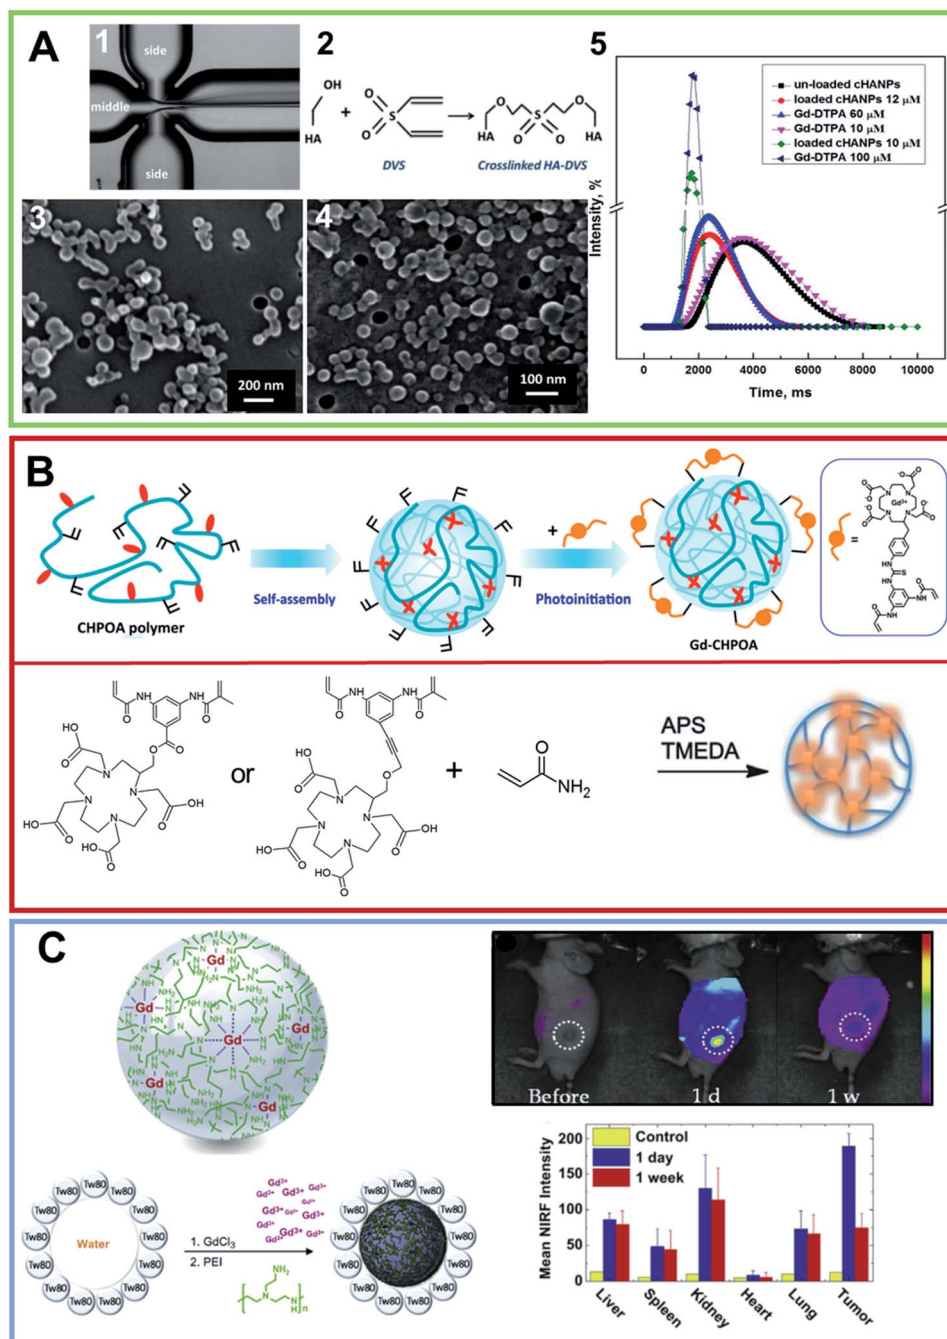 A
1
side
middle
side
2
OH
HA
+
O
S
O
DVS
O
S
O
O
O
HA
HA
Crosslinked HA-DVS
3
200 nm
4
100 nm
5
un-loaded cHANPs
loaded cHANPs 12 μM
Gd-DTPA 60 μM
Gd-DTPA 10 μM
loaded cHANPs 10 μM
Gd-DTPA 100 μM
Intensity, %
0 2000 4000 6000 8000 10000
Time, ms
B
CHPOA polymer
Self-assembly
+
Photoinitiation
Gd-CHPOA
=
Gd³⁺
or
+
NH₂
APS
TMEDA
C
Gd
Gd
Gd
Gd
Gd
Gd
Tw80
Water
Gd³⁺
1. GdCl₃
2. PEI
NH₂
Before
1 d
1 w
Mean NIRF Intensity
200
150
100
50
0
Control
1 day
1 week
Liver
Spleen
Kidney
Heart
Lung
Tumor